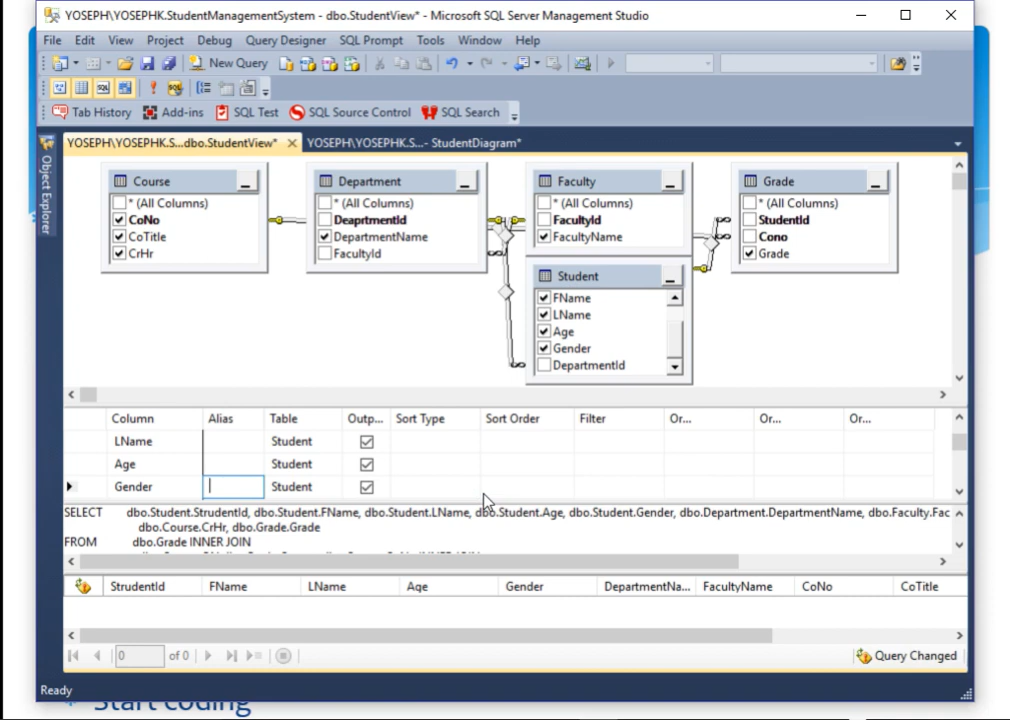 YOSEPH\YOSEPHK.StudentManagementSystem - dbo.StudentView* - Microsoft SQL Server Management Studio
File Edit View Project Debug Query Designer SQL Prompt Tools Window Help
New Query
Tab History Add-ins SQL Test SQL Source Control SQL Search
YOSEPH\YOSEPHK.S...dbo.StudentView* YOSEPH\YOSEPHK.S...- StudentDiagram*
Object Explorer
Course
* (All Columns)
CoNo
CoTitle
CrHr
Department
* (All Columns)
DeaprtmentId
DepartmentName
FacultyId
Faculty
* (All Columns)
FacultyId
FacultyName
Student
FName
LName
Age
Gender
DepartmentId
Grade
* (All Columns)
StudentId
Cono
Grade
Column Alias Table Outp... Sort Type Sort Order Filter Or... Or... Or...
LName Student
Age Student
Gender Student
SELECT dbo.Student.StrudentId, dbo.Student.FName, dbo.Student.LName, dbo.Student.Age, dbo.Student.Gender, dbo.Department.DepartmentName, dbo.Faculty.Fac
dbo.Course.CrHr, dbo.Grade.Grade
FROM dbo.Grade INNER JOIN
StrudentId FName LName Age Gender DepartmentNa... FacultyName CoNo CoTitle
0 of 0 Query Changed
Ready
Start coding